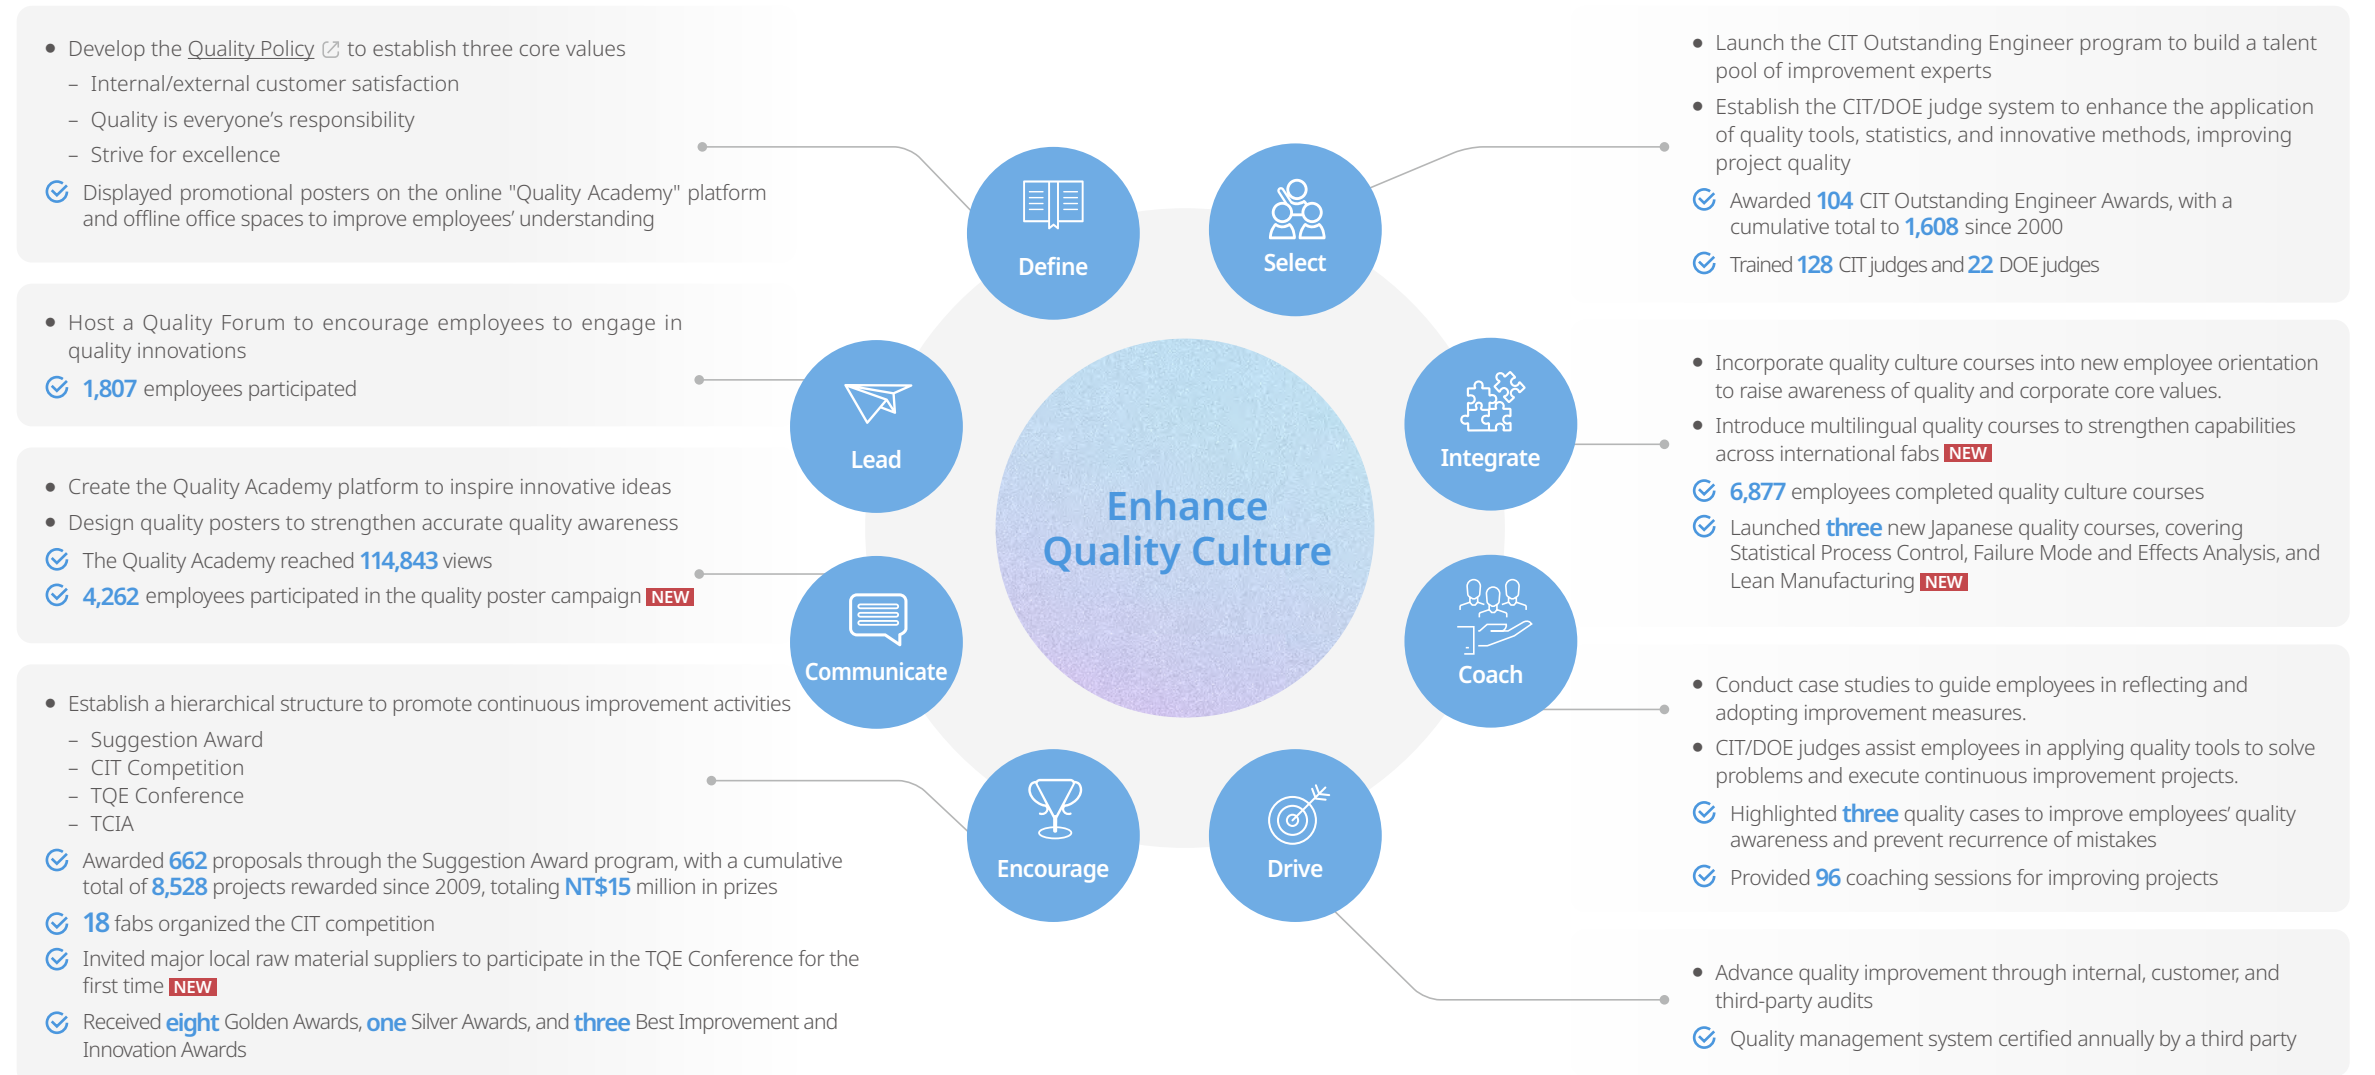 • Develop the Quality Policy to establish three core values
– Internal/external customer satisfaction
– Quality is everyone’s responsibility
– Strive for excellence
Displayed promotional posters on the online "Quality Academy" platform
and offline office spaces to improve employees’ understanding
• Host a Quality Forum to encourage employees to engage in
quality innovations
1,807 employees participated
• Create the Quality Academy platform to inspire innovative ideas
• Design quality posters to strengthen accurate quality awareness
The Quality Academy reached 114,843 views
4,262 employees participated in the quality poster campaign NEW
• Establish a hierarchical structure to promote continuous improvement activities
– Suggestion Award
– CIT Competition
– TQE Conference
– TCIA
Awarded 662 proposals through the Suggestion Award program, with a cumulative
total of 8,528 projects rewarded since 2009, totaling NT$15 million in prizes
18 fabs organized the CIT competition
Invited major local raw material suppliers to participate in the TQE Conference for the
first time NEW
Received eight Golden Awards, one Silver Awards, and three Best Improvement and
Innovation Awards
Define
Select
Lead
Integrate
Enhance
Quality Culture
Communicate
Coach
Encourage
Drive
• Launch the CIT Outstanding Engineer program to build a talent
pool of improvement experts
• Establish the CIT/DOE judge system to enhance the application
of quality tools, statistics, and innovative methods, improving
project quality
Awarded 104 CIT Outstanding Engineer Awards, with a
cumulative total to 1,608 since 2000
Trained 128 CIT judges and 22 DOE judges
• Incorporate quality culture courses into new employee orientation
to raise awareness of quality and corporate core values.
• Introduce multilingual quality courses to strengthen capabilities
across international fabs NEW
6,877 employees completed quality culture courses
Launched three new Japanese quality courses, covering
Statistical Process Control, Failure Mode and Effects Analysis, and
Lean Manufacturing NEW
• Conduct case studies to guide employees in reflecting and
adopting improvement measures.
• CIT/DOE judges assist employees in applying quality tools to solve
problems and execute continuous improvement projects.
Highlighted three quality cases to improve employees’ quality
awareness and prevent recurrence of mistakes
Provided 96 coaching sessions for improving projects
• Advance quality improvement through internal, customer, and
third-party audits
Quality management system certified annually by a third party